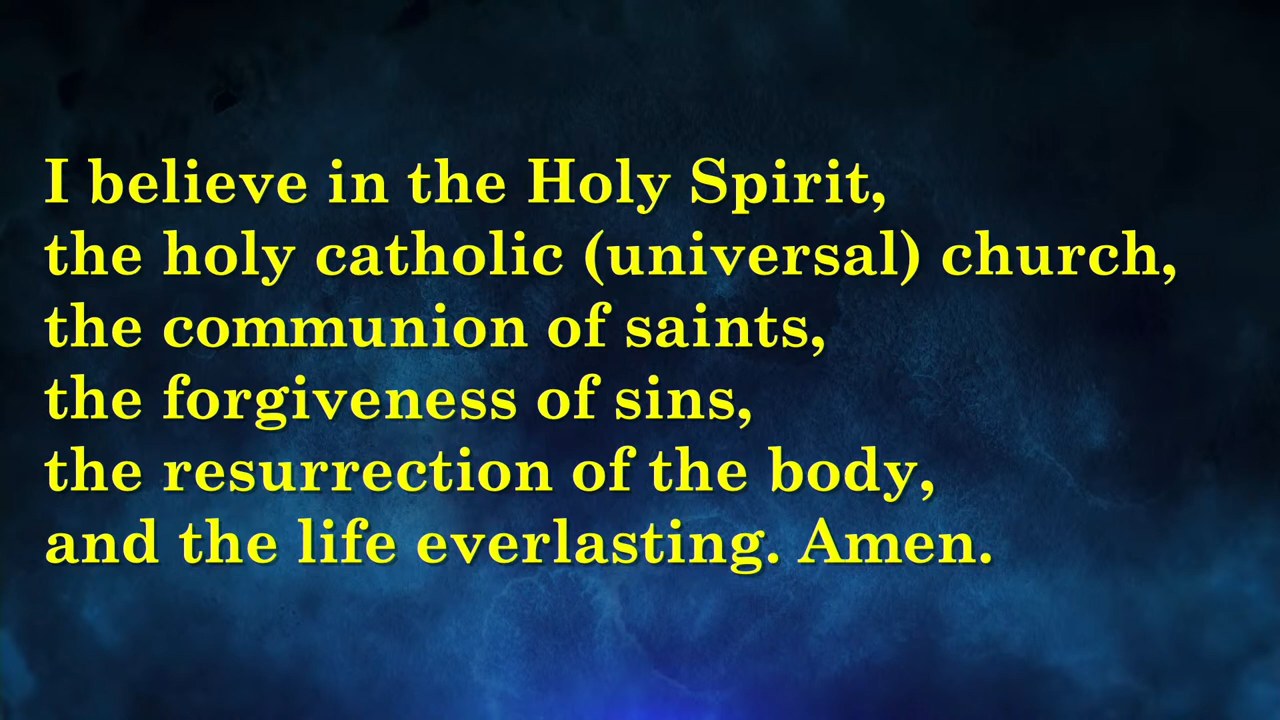 I believe in the Holy Spirit,
the holy catholic (universal) church,
the communion of saints,
the forgiveness of sins,
the resurrection of the body,
and the life everlasting. Amen.